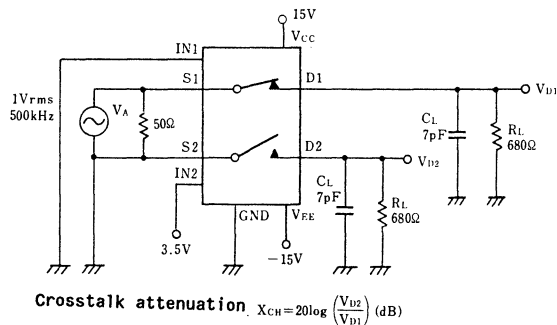 15V
VCC
IN1
S1
D1
VD1
1Vrms
500kHz
VA
50Ω
CL
7pF
RL
680Ω
S2
D2
VD2
IN2
CL
7pF
RL
680Ω
GND
VEE
3.5V
−15V
Crosstalk attenuation XCH=20log (VD2/VD1) (dB)